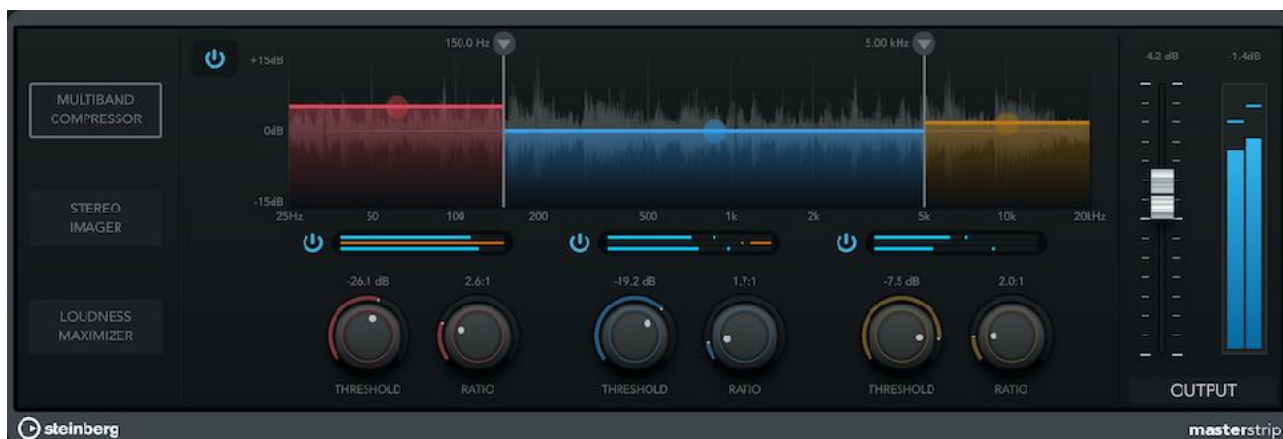 150.0 Hz
5.00 kHz
4.2 dB
-1.4dB
+15dB
MULTIBAND
COMPRESSOR
0dB
-15dB
25Hz 50 100 200 500 1k 2k 5k 10k 20kHz
STEREO
IMAGER
-26.1 dB 2.6:1 -19.2 dB 1.7:1 -7.5 dB 2.0:1
LOUDNESS
MAXIMIZER
THRESHOLD RATIO THRESHOLD RATIO THRESHOLD RATIO
OUTPUT
steinberg
masterstrip